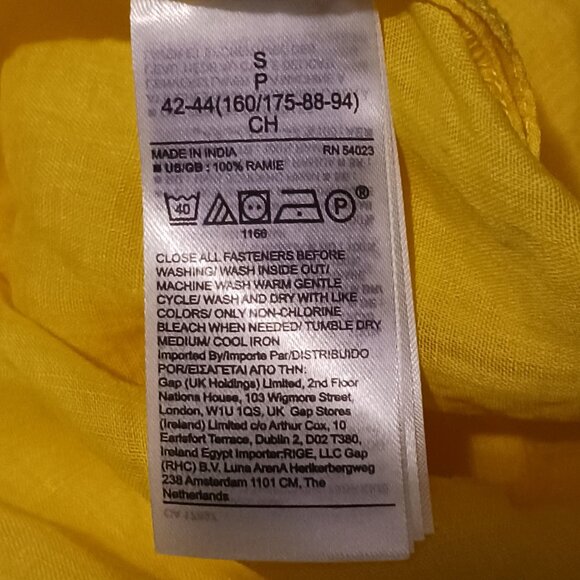 S
P
42-44(160/175-88-94)
CH
MADE IN INDIA RN 54023
■ US/GB : 100% RAMIE
40 P ®
1160
CLOSE ALL FASTENERS BEFORE
WASHING/ WASH INSIDE OUT/
MACHINE WASH WARM GENTLE
CYCLE/ WASH AND DRY WITH LIKE
COLORS/ ONLY NON-CHLORINE
BLEACH WHEN NEEDED/ TUMBLE DRY
MEDIUM/ COOL IRON
Imported By/Importe Par/DISTRIBUIDO
POR/ΕΙΣΑΓΕΤΑΙ ΑΠΟ ΤΗΝ:
Gap (UK Holdings) Limited, 2nd Floor
Nations House, 103 Wigmore Street,
London, W1U 1QS, UK Gap Stores
(Ireland) Limited c/o Arthur Cox, 10
Earlsfort Terrace, Dublin 2, D02 T380,
Ireland Egypt Importer:RIGE, LLC Gap
(RHC) B.V. Luna ArenA Herikerbergweg
238 Amsterdam 1101 CM, The
Netherlands